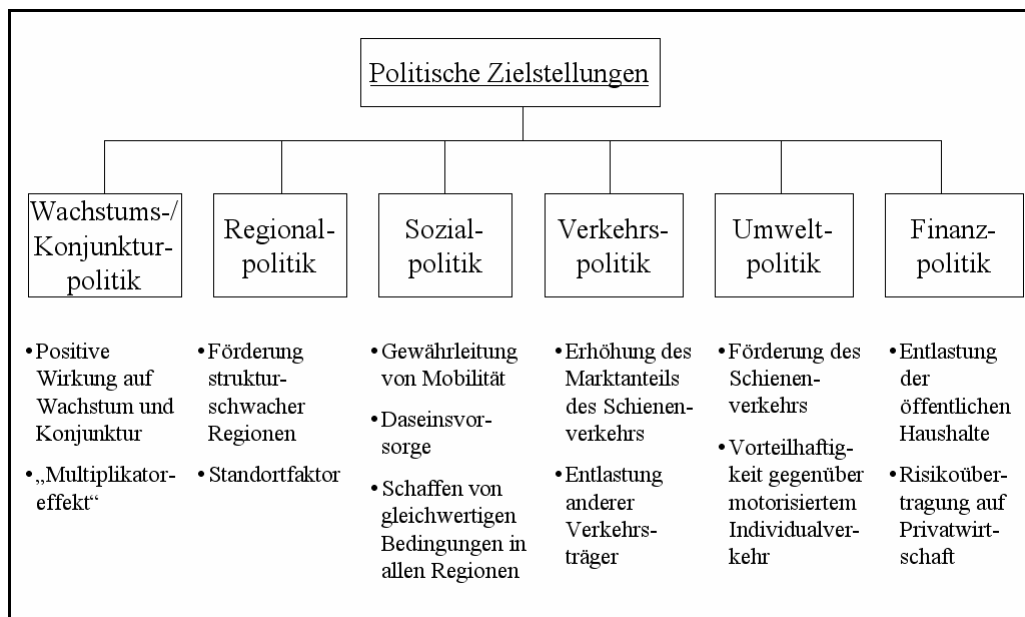 Politische Zielstellungen
Wachstums-/
Konjunktur-
politik
Regional-
politik
Sozial-
politik
Verkehrs-
politik
Umwelt-
politik
Finanz-
politik
•Positive
Wirkung auf
Wachstum und
Konjunktur
•„Multiplikator-
effekt“
•Förderung
struktur-
schwacher
Regionen
•Standortfaktor
•Gewährleitung
von Mobilität
•Daseinsvor-
sorge
•Schaffen von
gleichwertigen
Bedingungen in
allen Regionen
•Erhöhung des
Marktanteils
des Schienen-
verkehrs
•Entlastung
anderer
Verkehrs-
träger
•Förderung des
Schienen-
verkehrs
•Vorteilhaftig-
keit gegenüber
motorisiertem
Individualver-
kehr
•Entlastung
der
öffentlichen
Haushalte
•Risikoüber-
tragung auf
Privatwirt-
schaft